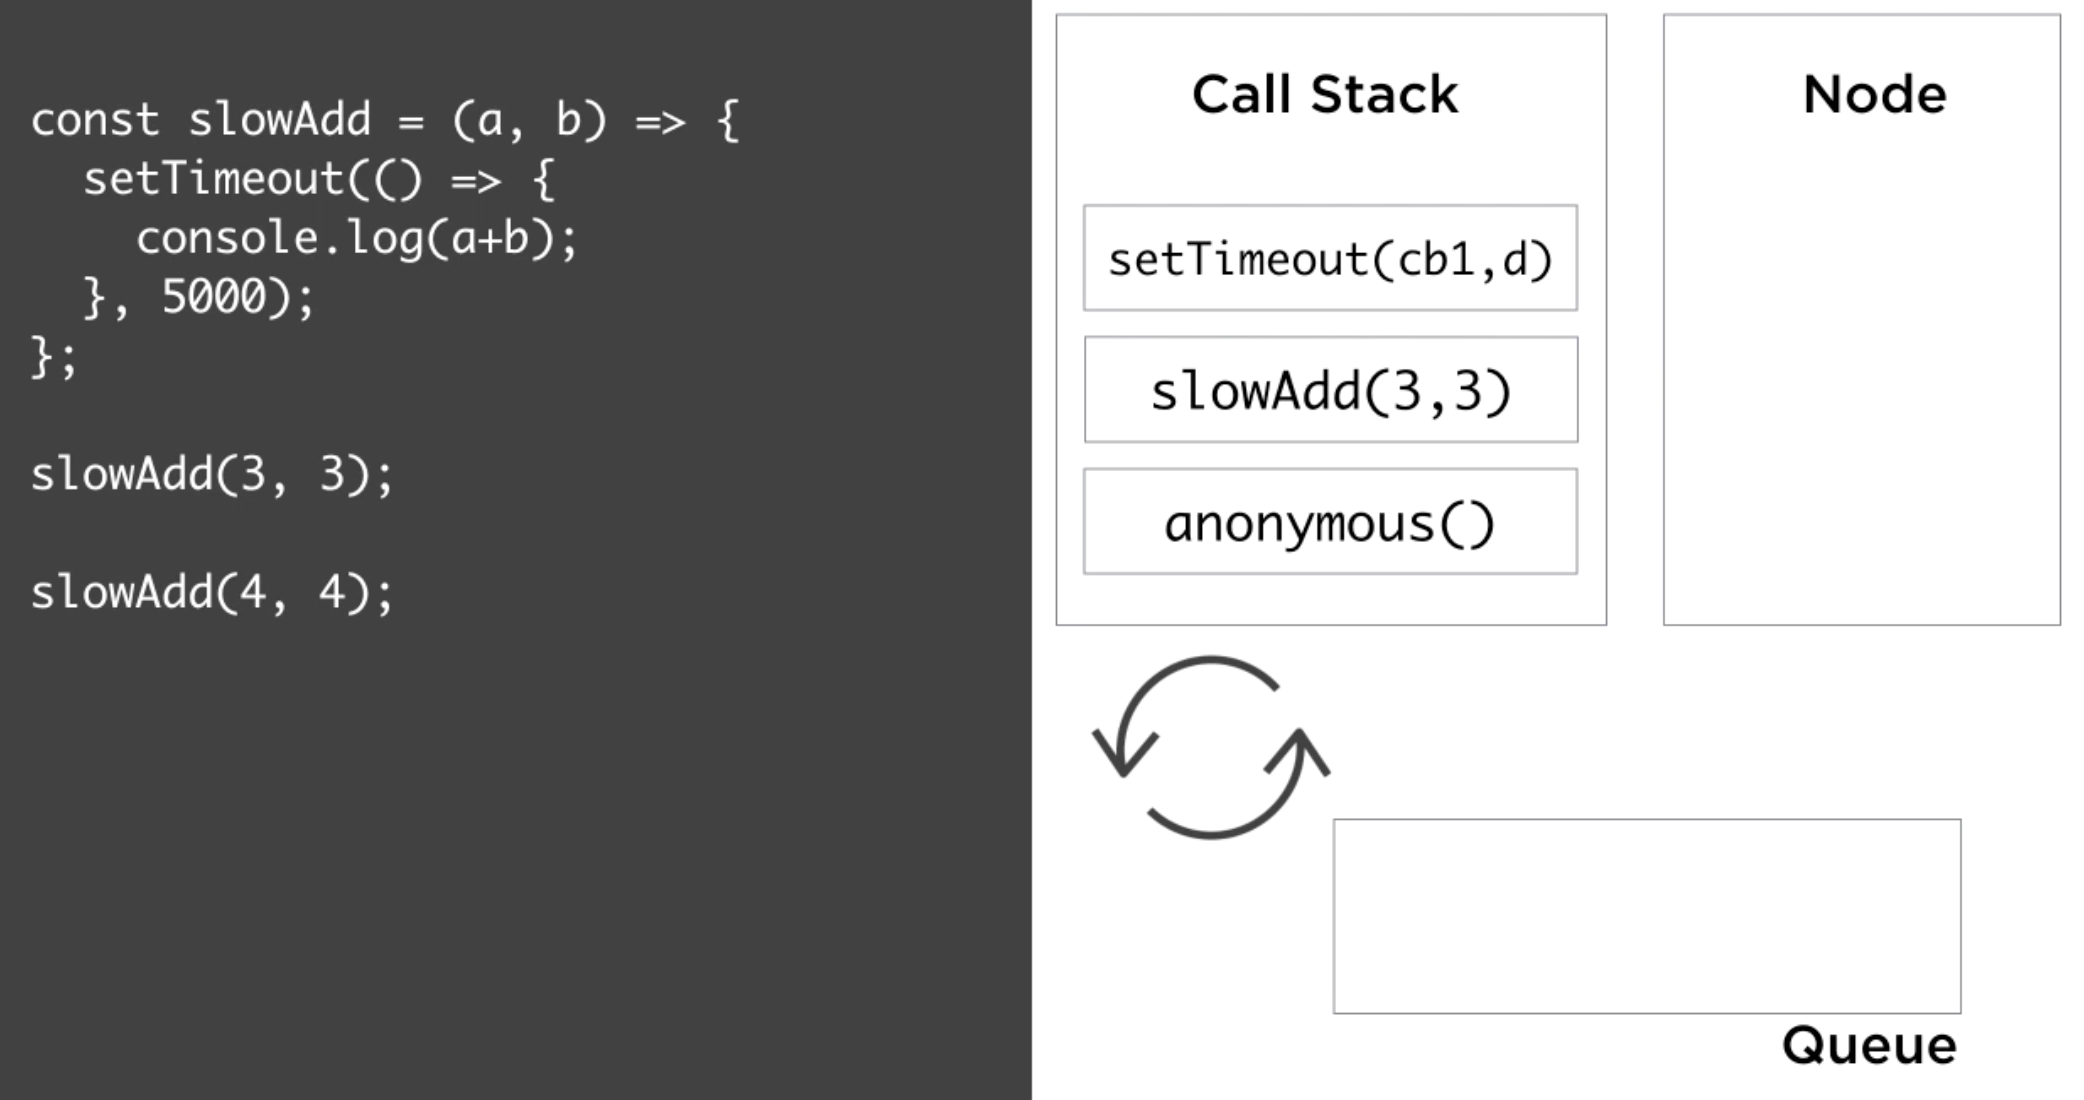 const slowAdd = (a, b) => {
  setTimeout(() => {
    console.log(a+b);
  }, 5000);
};
slowAdd(3, 3);
slowAdd(4, 4);
Call Stack
setTimeout(cb1,d)
slowAdd(3,3)
anonymous()
Node
Queue